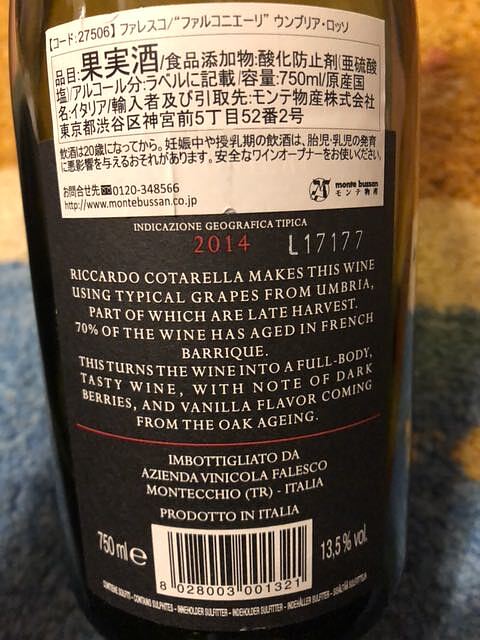 【コード:27506】ファレスコ/“ファルコニエーリ”ウンブリア・ロッソ
品目:果実酒/食品添加物:酸化防止剤(亜硫酸
塩)/アルコール分:ラベルに記載/容量:750ml/原産国
名:イタリア/輸入者及び引取先:モンテ物産株式会社
東京都渋谷区神宮前5丁目52番2号
飲酒は20歳になってから。妊娠中や授乳期の飲酒は、胎児・乳児の発育
に悪影響を与えるおそれがあります。安全なワインオープナーをお使いください。
お問合せ先 0120-348566
http://www.montebussan.co.jp
monte bussan
モンテ物産
INDICAZIONE GEOGRAFICA TIPICA
2014 L17177
RICCARDO COTARELLA MAKES THIS WINE
USING TYPICAL GRAPES FROM UMBRIA,
PART OF WHICH ARE LATE HARVEST.
70% OF THE WINE HAS AGED IN FRENCH
BARRIQUE.
THIS TURNS THE WINE INTO A FULL-BODY,
TASTY WINE, WITH NOTE OF DARK
BERRIES, AND VANILLA FLAVOR COMING
FROM THE OAK AGEING.
IMBOTTIGLIATO DA
AZIENDA VINICOLA FALESCO
MONTECCHIO (TR) - ITALIA
PRODOTTO IN ITALIA
750 ml e 13.5% vol.
8 028003 001321
CONTIENE SOLFITI - CONTAINS SULPHITES - INNEHOLDER SULFITTER - INDEHOLDER SULFITTER - INNEHÅLLER SULFITER -